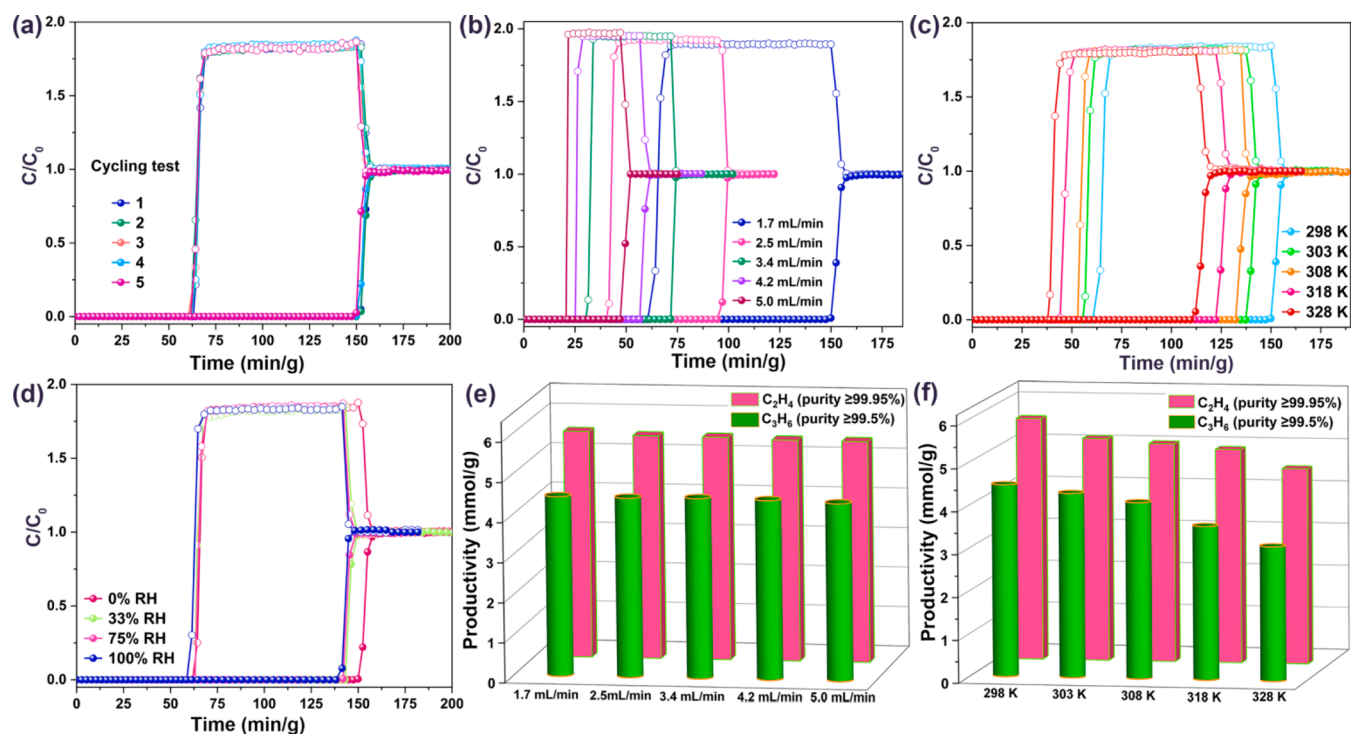 (a)
2.0
1.5
1.0
0.5
0.0
C/C0
Cycling test
1
2
3
4
5
0 25 50 75 100 125 150 175 200
Time (min/g)
(b)
2.0
1.5
1.0
0.5
0.0
C/C0
1.7 mL/min
2.5 mL/min
3.4 mL/min
4.2 mL/min
5.0 mL/min
0 25 50 75 100 125 150 175
Time (min/g)
(c)
2.0
1.5
1.0
0.5
0.0
C/C0
298 K
303 K
308 K
318 K
328 K
0 25 50 75 100 125 150 175
Time (min/g)
(d)
2.0
1.5
1.0
0.5
0.0
C/C0
0% RH
33% RH
75% RH
100% RH
0 25 50 75 100 125 150 175 200
Time (min/g)
(e)
C2H4 (purity ≥99.95%)
C3H6 (purity ≥99.5%)
6
5
4
3
2
1
0
Productivity (mmol/g)
1.7 mL/min 2.5mL/min 3.4 mL/min 4.2 mL/min 5.0 mL/min
(f)
C2H4 (purity ≥99.95%)
C3H6 (purity ≥99.5%)
6
5
4
3
2
1
0
Productivity (mmol/g)
298 K 303 K 308 K 318 K 328 K